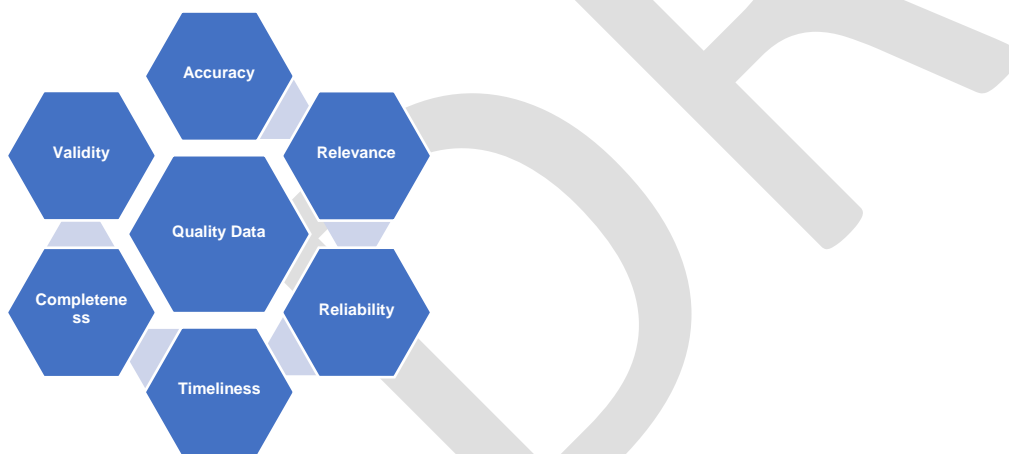 Accuracy
Validity
Relevance
Quality Data
Completene
ss
Reliability
Timeliness